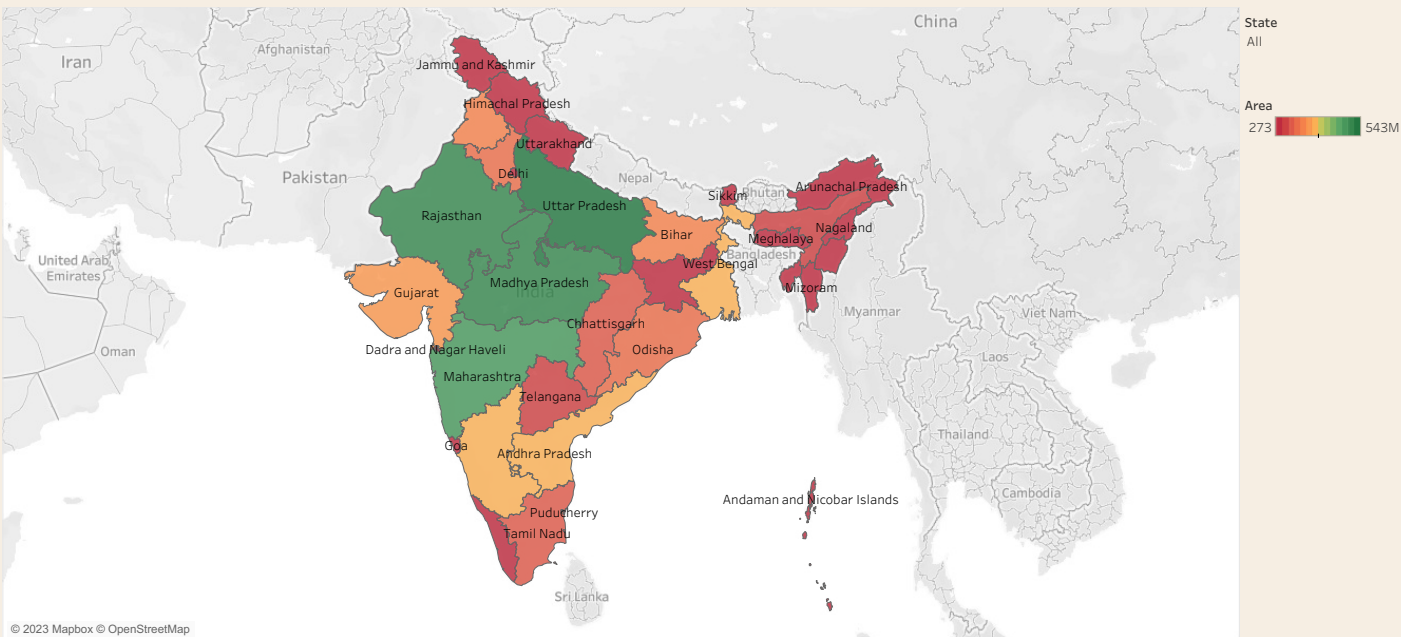 China
State
All
Afghanistan
Iran
Jammu and Kashmir
Himachal Pradesh
Area
273
543M
Uttarakhand
Pakistan
Delhi
Nepal
Sikkim
Bhutan
Arunachal Pradesh
Rajasthan
Uttar Pradesh
Bihar
Meghalaya
Nagaland
Bangladesh
West Bengal
United Arab
Emirates
Gujarat
Madhya Pradesh
India
Mizoram
Myanmar
Viet Nam
Chhattisgarh
Oman
Dadra and Nagar Haveli
Odisha
Laos
Maharashtra
Telangana
Goa
Andhra Pradesh
Thailand
Andaman and Nicobar Islands
Cambodia
Puducherry
Tamil Nadu
Sri Lanka
© 2023 Mapbox © OpenStreetMap